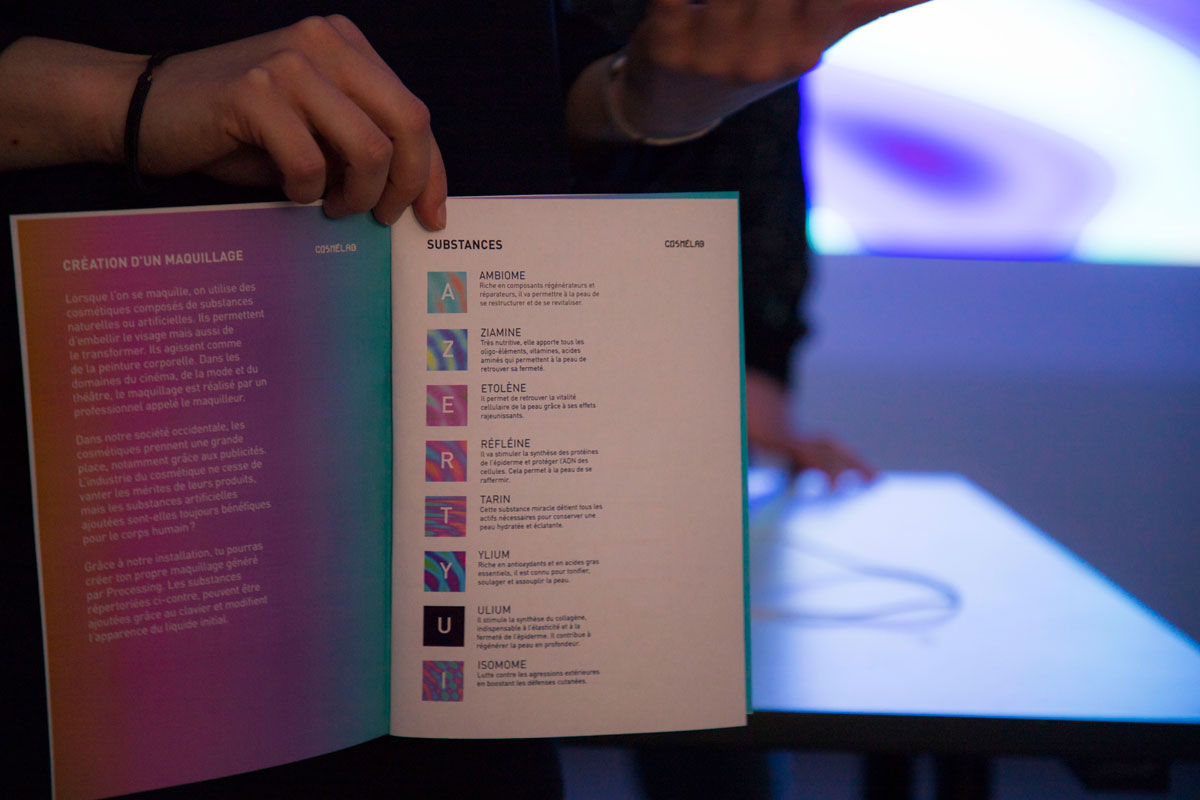 CRÉATION D'UN MAQUILLAGE
COSMÉLAB
Lorsque l'on se maquille, on utilise des
cosmétiques composés de substances
naturelles ou artificielles. Ils permettent
d'embellir le visage mais aussi de
le transformer. Ils agissent comme
de la peinture corporelle. Dans les
domaines du cinéma, de la mode et du
théâtre, le maquillage est réalisé par un
professionnel appelé le maquilleur.
Dans notre société occidentale, les
cosmétiques prennent une grande
place, notamment grâce aux publicités.
L'industrie du cosmétique ne cesse de
vanter les mérites de leurs produits,
mais les substances artificielles
ajoutées sont-elles toujours bénéfiques
pour le corps humain ?
Grâce à notre installation, tu pourras
créer ton propre maquillage généré
par Processing. Les substances
répertoriées ci-contre, peuvent être
ajoutées grâce au clavier et modifient
l'apparence du liquide initial.
SUBSTANCES
COSMÉLAB
A
AMBIOME
Riche en composants régénérateurs et
réparateurs, il va permettre à la peau de
se restructurer et de se revitaliser.
Z
ZIAMINE
Très nutritive, elle apporte tous les
oligo-éléments, vitamines, acides
aminés qui permettent à la peau de
retrouver sa fermeté.
E
ETOLÈNE
Il permet de retrouver la vitalité
cellulaire de la peau grâce à ses effets
rajeunissants.
R
RÉFLÉINE
Il va stimuler la synthèse des protéines
de l'épiderme et protéger l'ADN des
cellules. Cela permet à la peau de se
raffermir.
T
TARIN
Cette substance miracle détient tous les
actifs nécessaires pour conserver une
peau hydratée et éclatante.
Y
YLIUM
Riche en antioxydants et en acides gras
essentiels, il est connu pour tonifier,
soulager et assouplir la peau.
U
ULIUM
Il stimule la synthèse du collagène,
indispensable à l'élasticité et à la
fermeté de l'épiderme. Il contribue à
régénérer la peau en profondeur.
I
ISOMOME
Lutte contre les agressions extérieures
en boostant les défenses cutanées.